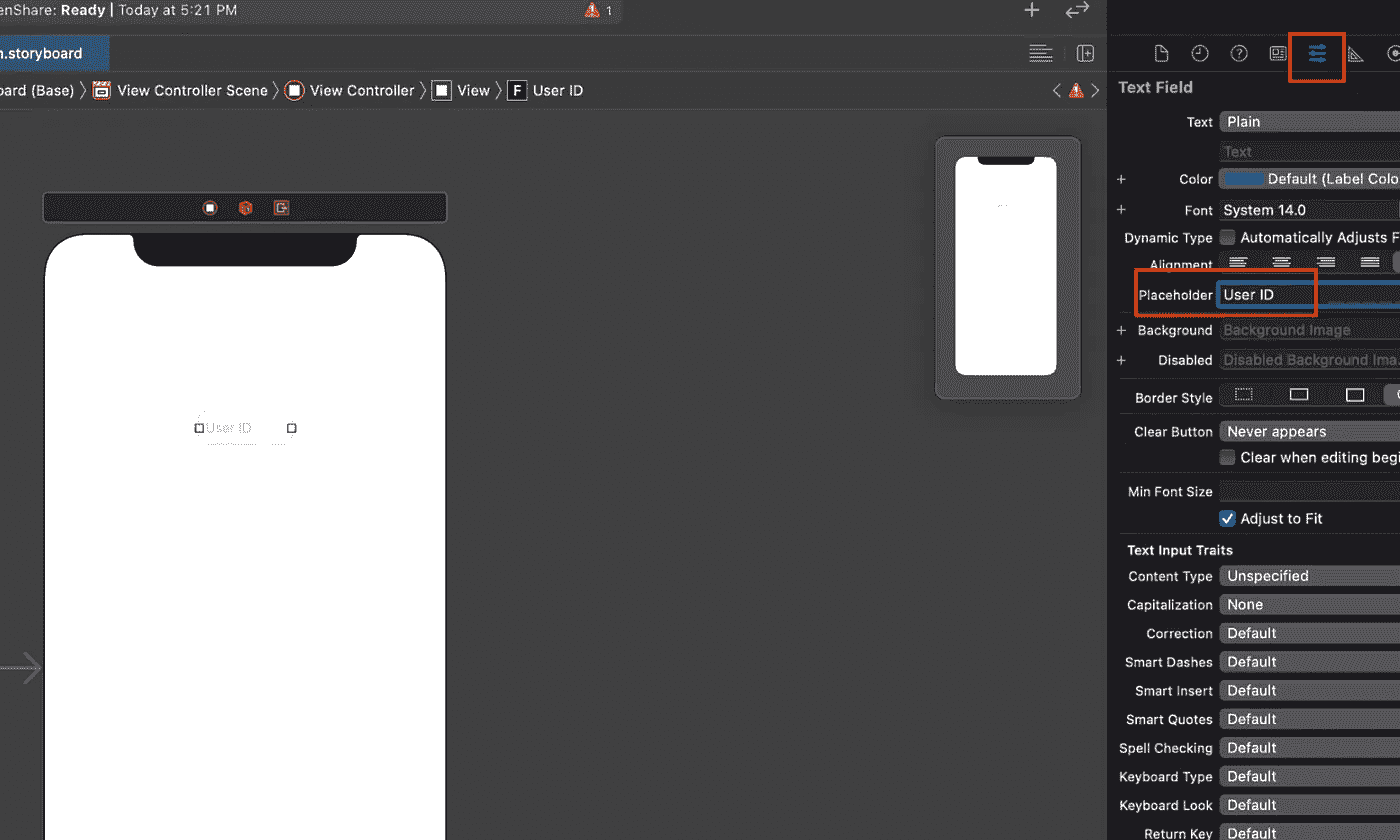 enShare: Ready | Today at 5:21 PM
1
n.storyboard
oard (Base) 〉 View Controller Scene 〉 View Controller 〉 View 〉 F User ID
Text Field
Text Plain
Text
Color Default (Label Colo
Font System 14.0
Dynamic Type Automatically Adjusts F
Alignment
Placeholder User ID
Background Background Image
Disabled Disabled Background Ima...
Border Style
Clear Button Never appears
Clear when editing begi
Min Font Size
Adjust to Fit
Text Input Traits
Content Type Unspecified
Capitalization None
Correction Default
Smart Dashes Default
Smart Insert Default
Smart Quotes Default
Spell Checking Default
Keyboard Type Default
Keyboard Look Default
Return Key Default
User ID